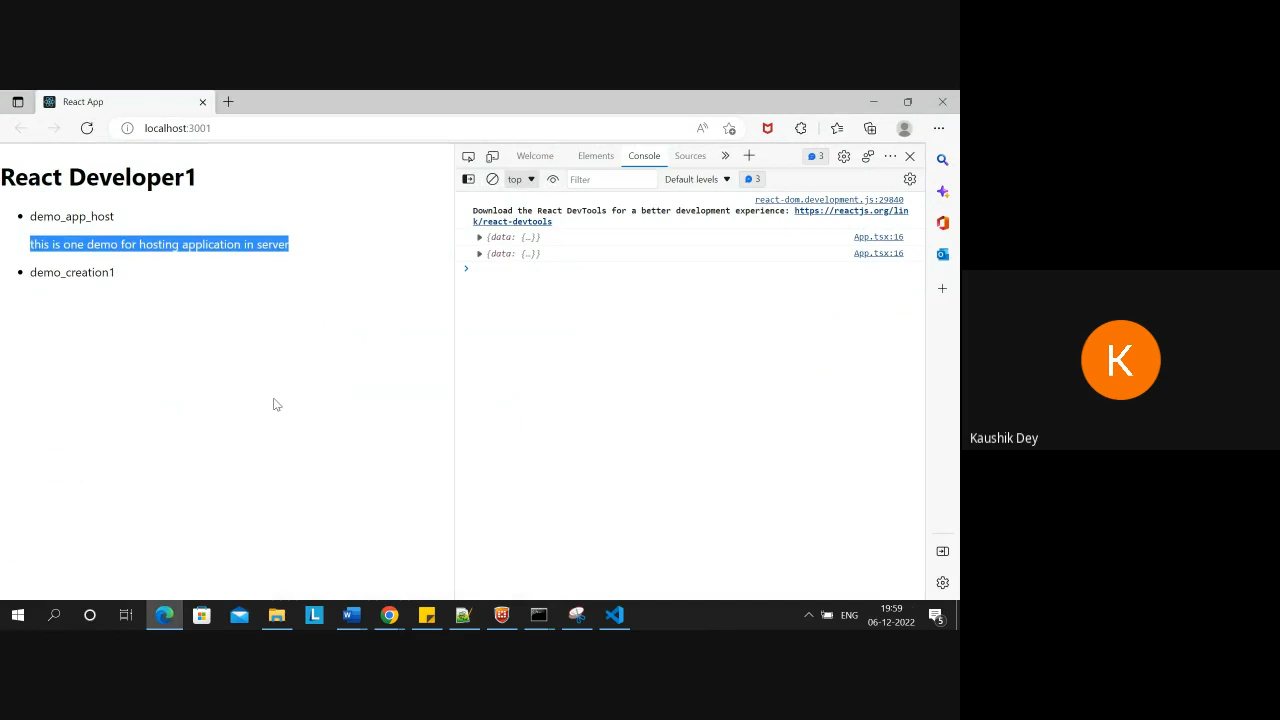 React App
localhost:3001
React Developer1
demo_app_host
this is one demo for hosting application in server
demo_creation1
Welcome
Elements
Console
Sources
3
top
Filter
Default levels
3
react-dom.development.js:29840
Download the React DevTools for a better development experience: https://reactjs.org/lin
k/react-devtools
{data: {…}}
App.tsx:16
{data: {…}}
App.tsx:16
K
Kaushik Dey
ENG
19:59
06-12-2022
5